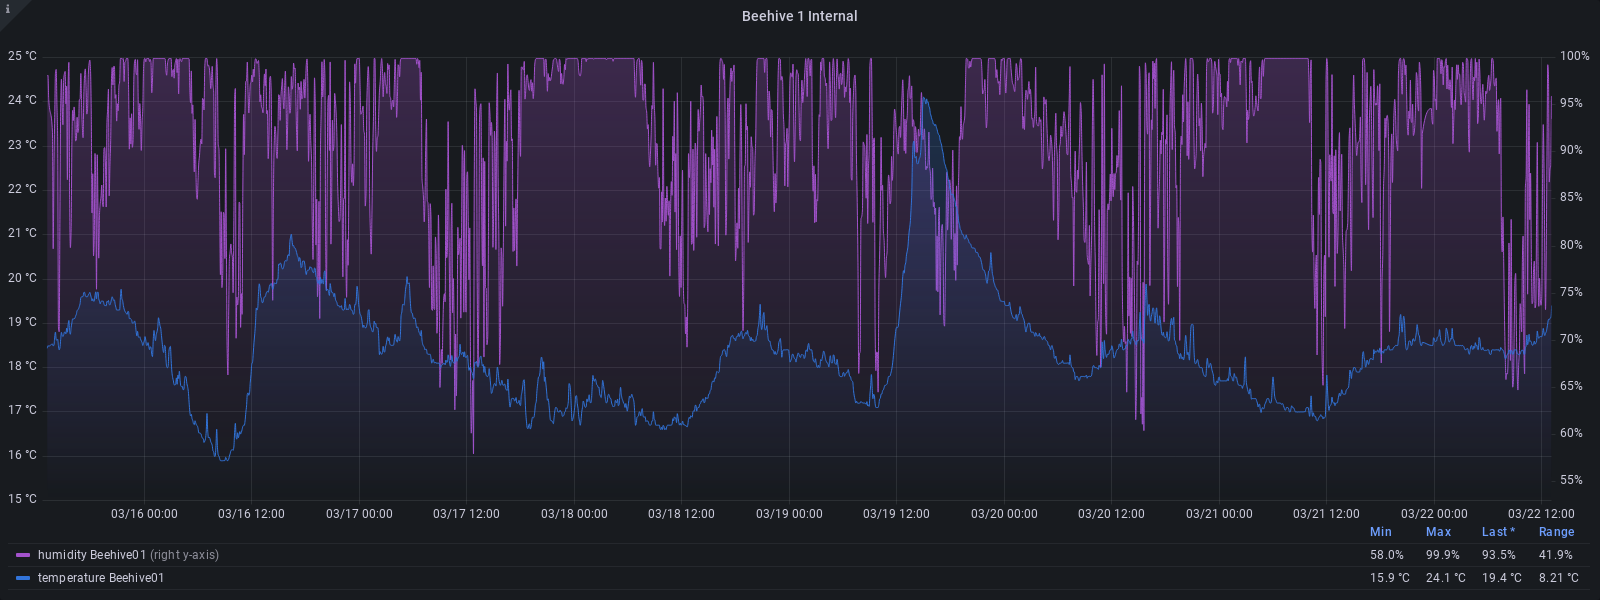 i
Beehive 1 Internal
25 °C 100%
24 °C 95%
23 °C 90%
22 °C 85%
21 °C 80%
20 °C 75%
19 °C 70%
18 °C 65%
17 °C 60%
16 °C 55%
15 °C
03/16 00:00 03/16 12:00 03/17 00:00 03/17 12:00 03/18 00:00 03/18 12:00 03/19 00:00 03/19 12:00 03/20 00:00 03/20 12:00 03/21 00:00 03/21 12:00 03/22 00:00 03/22 12:00
Min Max Last * Range
humidity Beehive01 (right y-axis) 58.0% 99.9% 93.5% 41.9%
temperature Beehive01 15.9 °C 24.1 °C 19.4 °C 8.21 °C